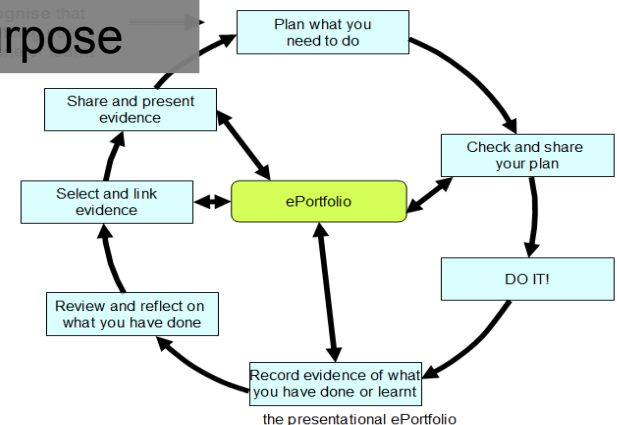 ognise that
rpose
Plan what you
need to do
Share and present
evidence
Check and share
your plan
Select and link
evidence
ePortfolio
DO IT!
Review and reflect on
what you have done
Record evidence of what
you have done or learnt
the presentational ePortfolio